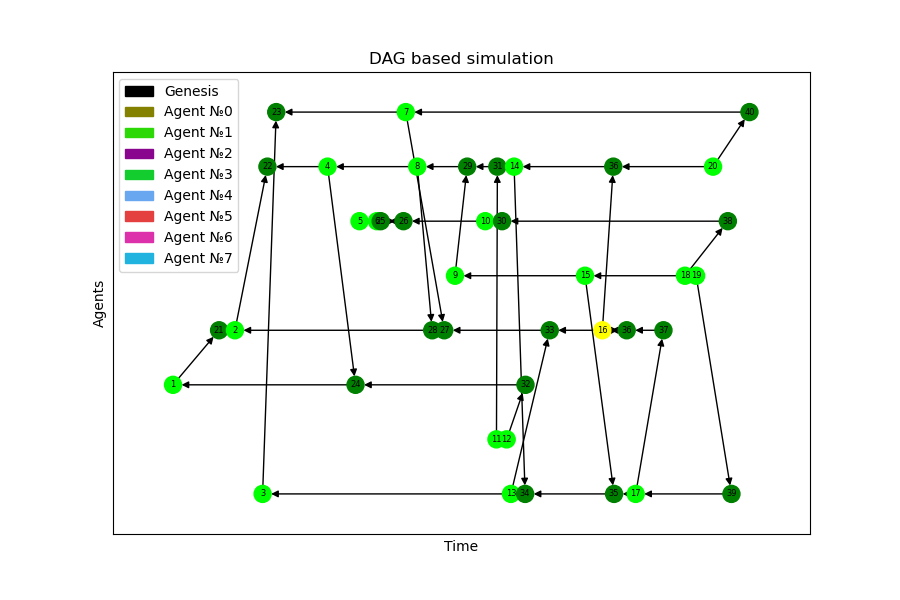 DAG based simulation
Genesis
Agent №0
Agent №1
Agent №2
Agent №3
Agent №4
Agent №5
Agent №6
Agent №7
23 7 40
22 4 8 29 31 14 36 20
5 25 26 10 30 38
9 15 18 19
21 2 28 27 33 16 36 37
1 24 32
11 12
3 13 34 35 17 39
Agents
Time